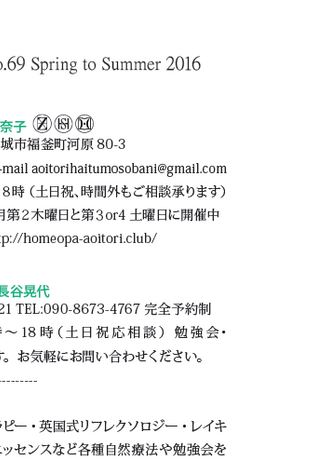 o.69 Spring to Summer 2016
奈子
城市福釜町河原 80-3
-mail aoitorihaitumosobani@gmail.com
8時（土日祝、時間外もご相談承ります）
月第２木曜日と第３or4 土曜日に開催中
tp://homeopa-aoitori.club/
長谷晃代
21 TEL:090-8673-4767 完全予約制
～18時（土日祝応相談）勉強会・
す。お気軽にお問い合わせください。
----------
ラピー・英国式リフレクソロジー・レイキ
エッセンスなど各種自然療法や勉強会を